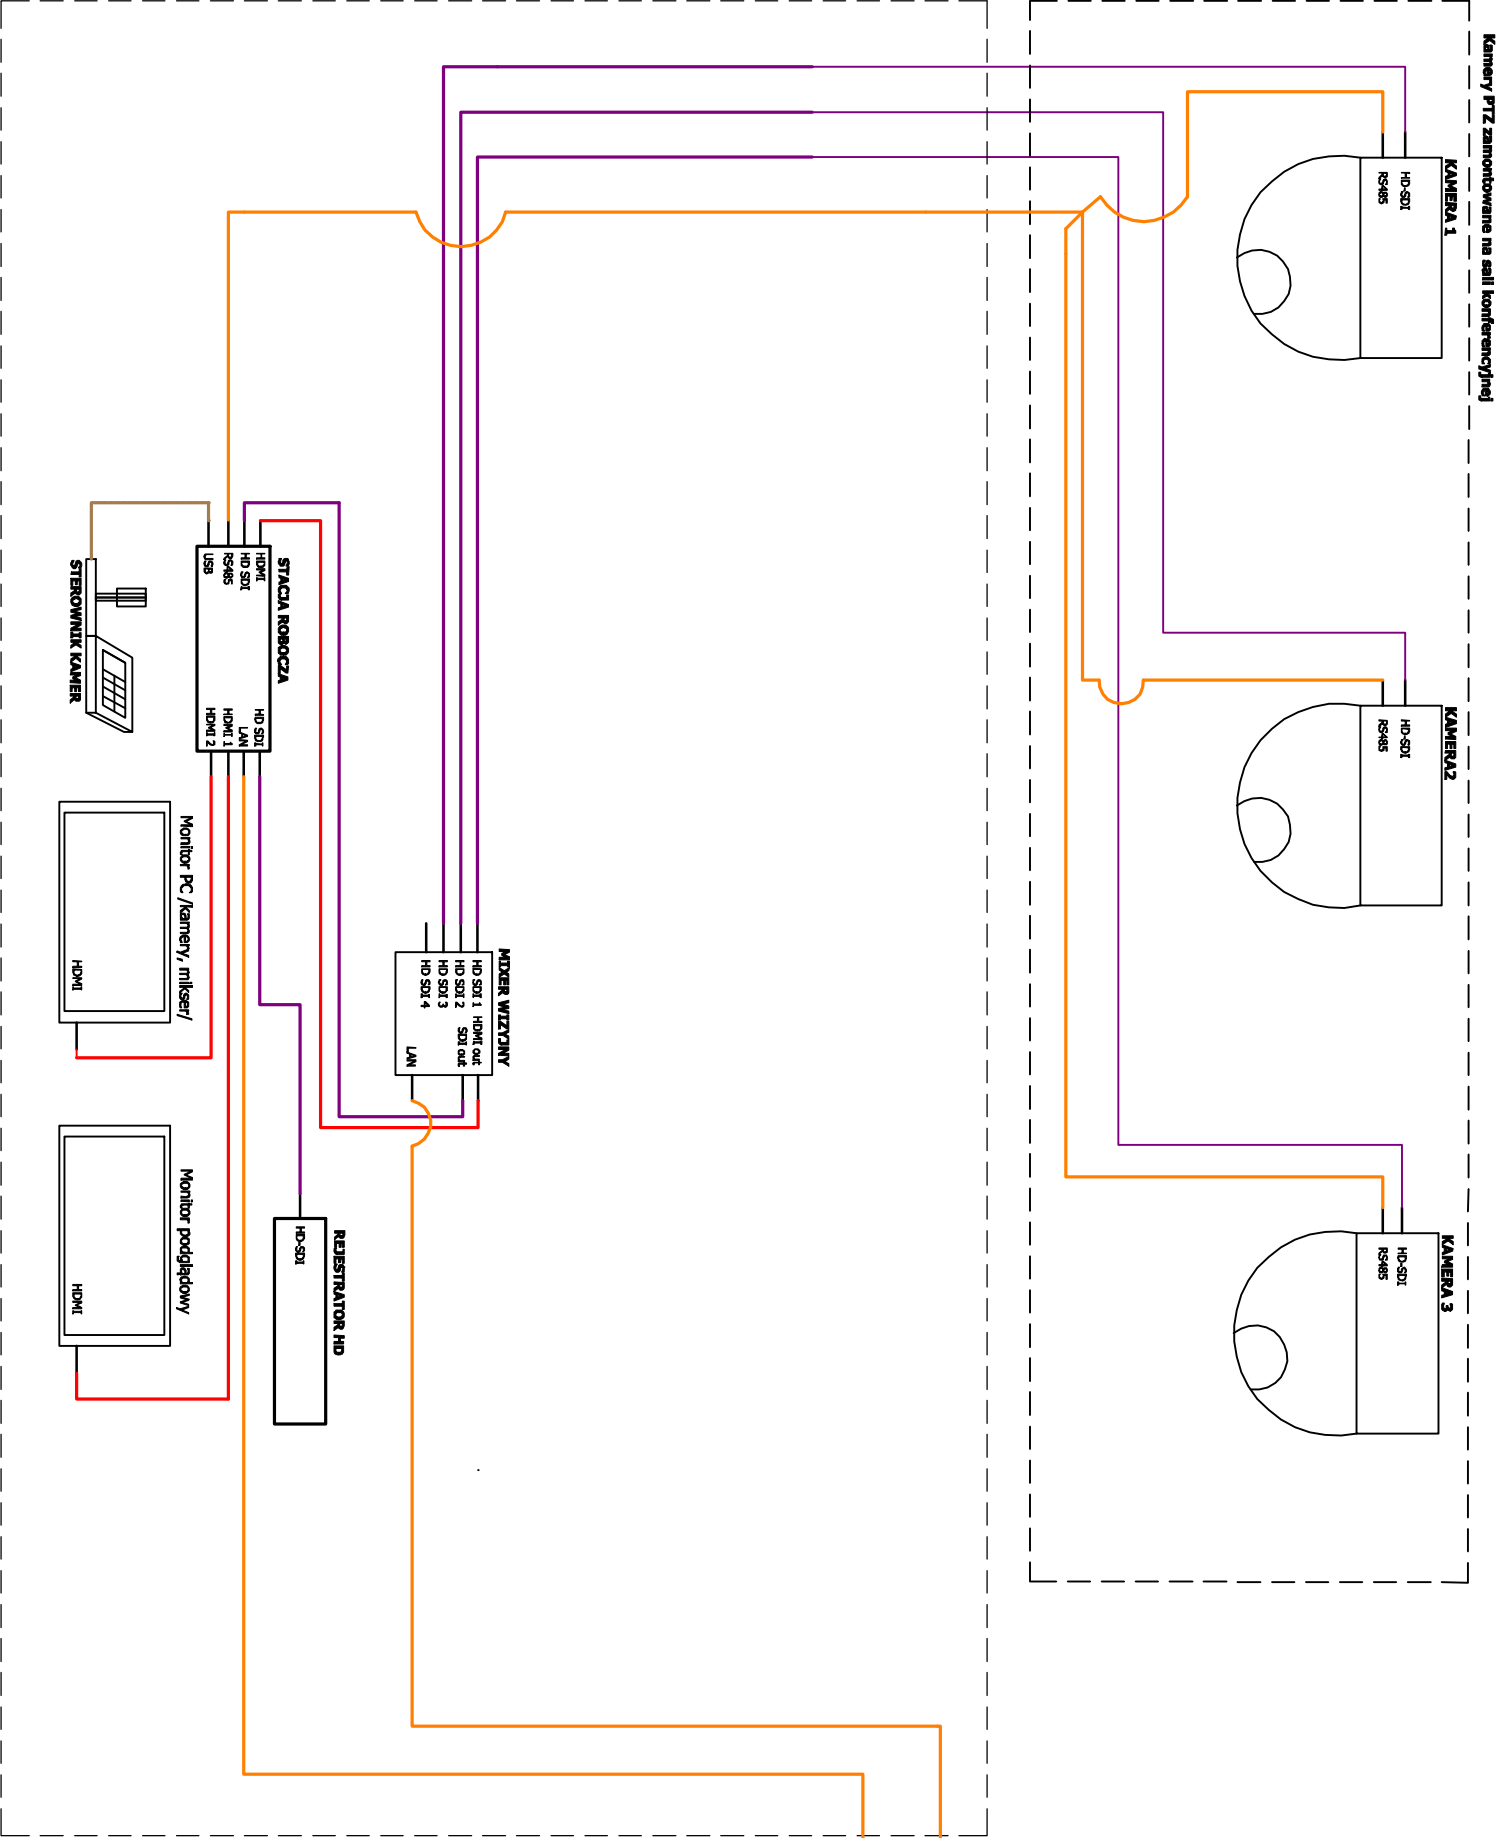 Kamery PTZ zamontowane na sali konferencyjnej
KAMERA 1
HD-SDI
RS485
KAMERA2
HD-SDI
RS485
KAMERA 3
HD-SDI
RS485
MIXER WIZYJNY
HD SDI 1
HD SDI 2
HD SDI 3
HD SDI 4
HDMI out
SDI out
LAN
STACJA ROBOCZA
HDMI
HD SDI
RS485
USB
HD SDI
LAN
HDMI 1
HDMI 2
REJESTRATOR HD
HD-SDI
STEROWNIK KAMER
Monitor PC /kamery, mikser/
HDMI
Monitor podglądowy
HDMI